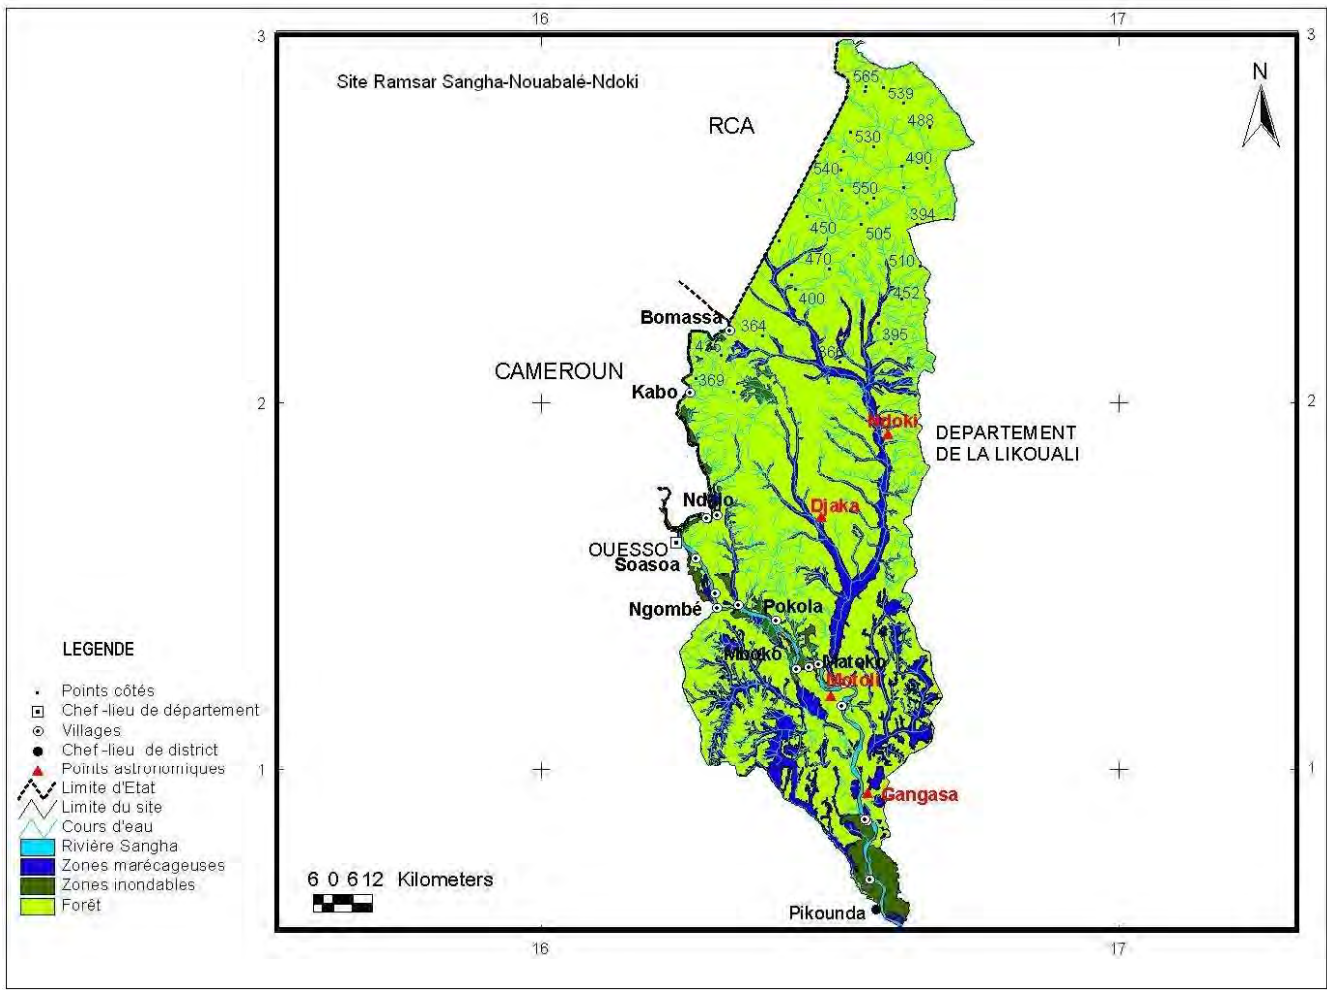 16 17
3 3
Site Ramsar Sangha-Nouabalé-Ndoki
N
RCA
565
539
488
530
490
540
550
394
450
505
470
510
400
452
Bomassa
364
395
CAMEROUN
369
Kabo
2 2
Ndoki
DEPARTEMENT
DE LA LIKOUALI
Djaka
OUESSO
Soasoa
Ngombé
Pokola
Mboko
Matoko
Motoli
1 1
Gangasa
Pikounda
LEGENDE
Points côtés
Chef-lieu de département
Villages
Chef-lieu de district
Points astronomiques
Limite d'Etat
Limite du site
Cours d'eau
Rivière Sangha
Zones marécageuses
Zones inondables
Forêt
6 0 6 12 Kilometers
16 17